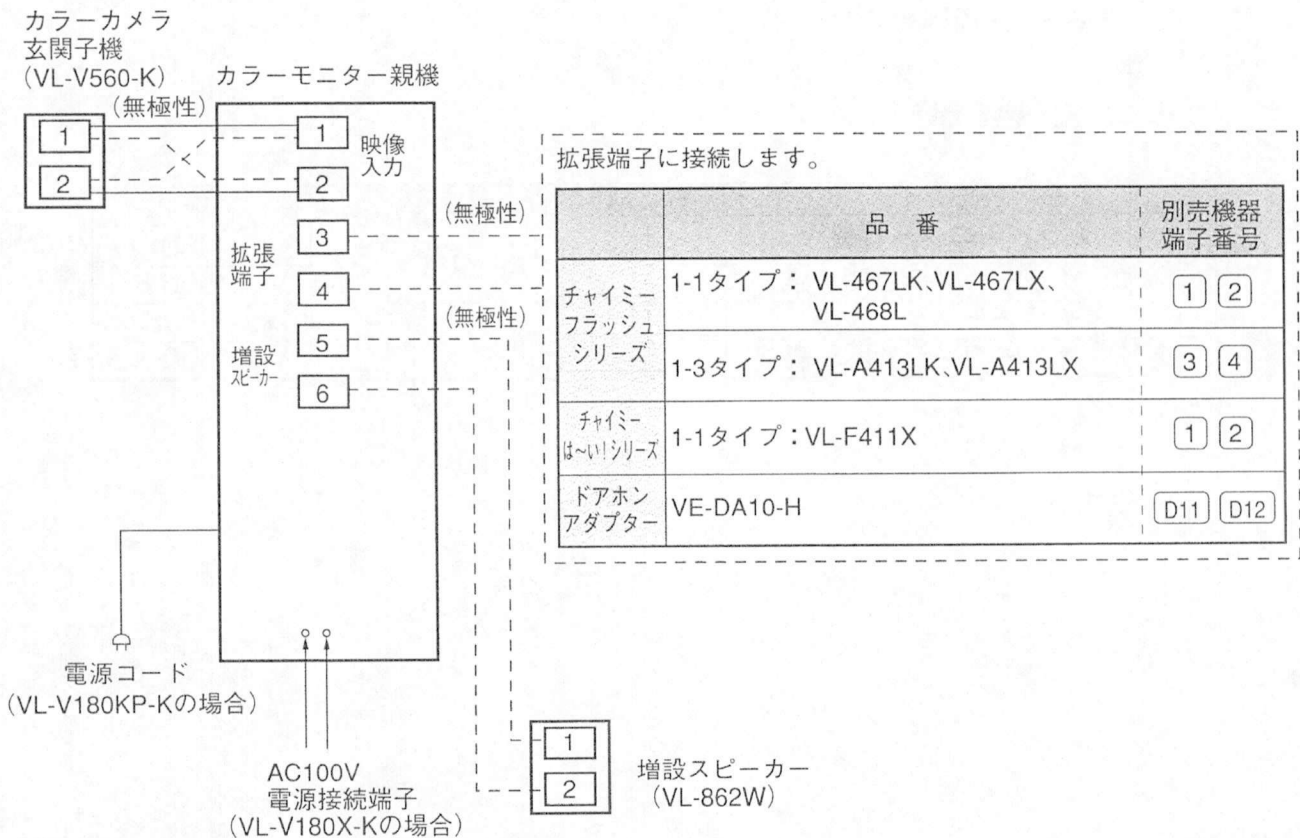 カラーカメラ
玄関子機
(VL-V560-K)
(無極性)
1
2
カラーモニター親機
1
2
映像
入力
3
4
拡張
端子
5
6
増設
スピーカー
(無極性)
(無極性)
電源コード
(VL-V180KP-Kの場合)
AC100V
電源接続端子
(VL-V180X-Kの場合)
1
2
増設スピーカー
(VL-862W)
拡張端子に接続します。
品 番
別売機器
端子番号
チャイミー
フラッシュ
シリーズ
1-1タイプ: VL-467LK、VL-467LX、
VL-468L
1 2
1-3タイプ: VL-A413LK、VL-A413LX
3 4
チャイミー
は~い!シリーズ
1-1タイプ:VL-F411X
1 2
ドアホン
アダプター
VE-DA10-H
D11 D12